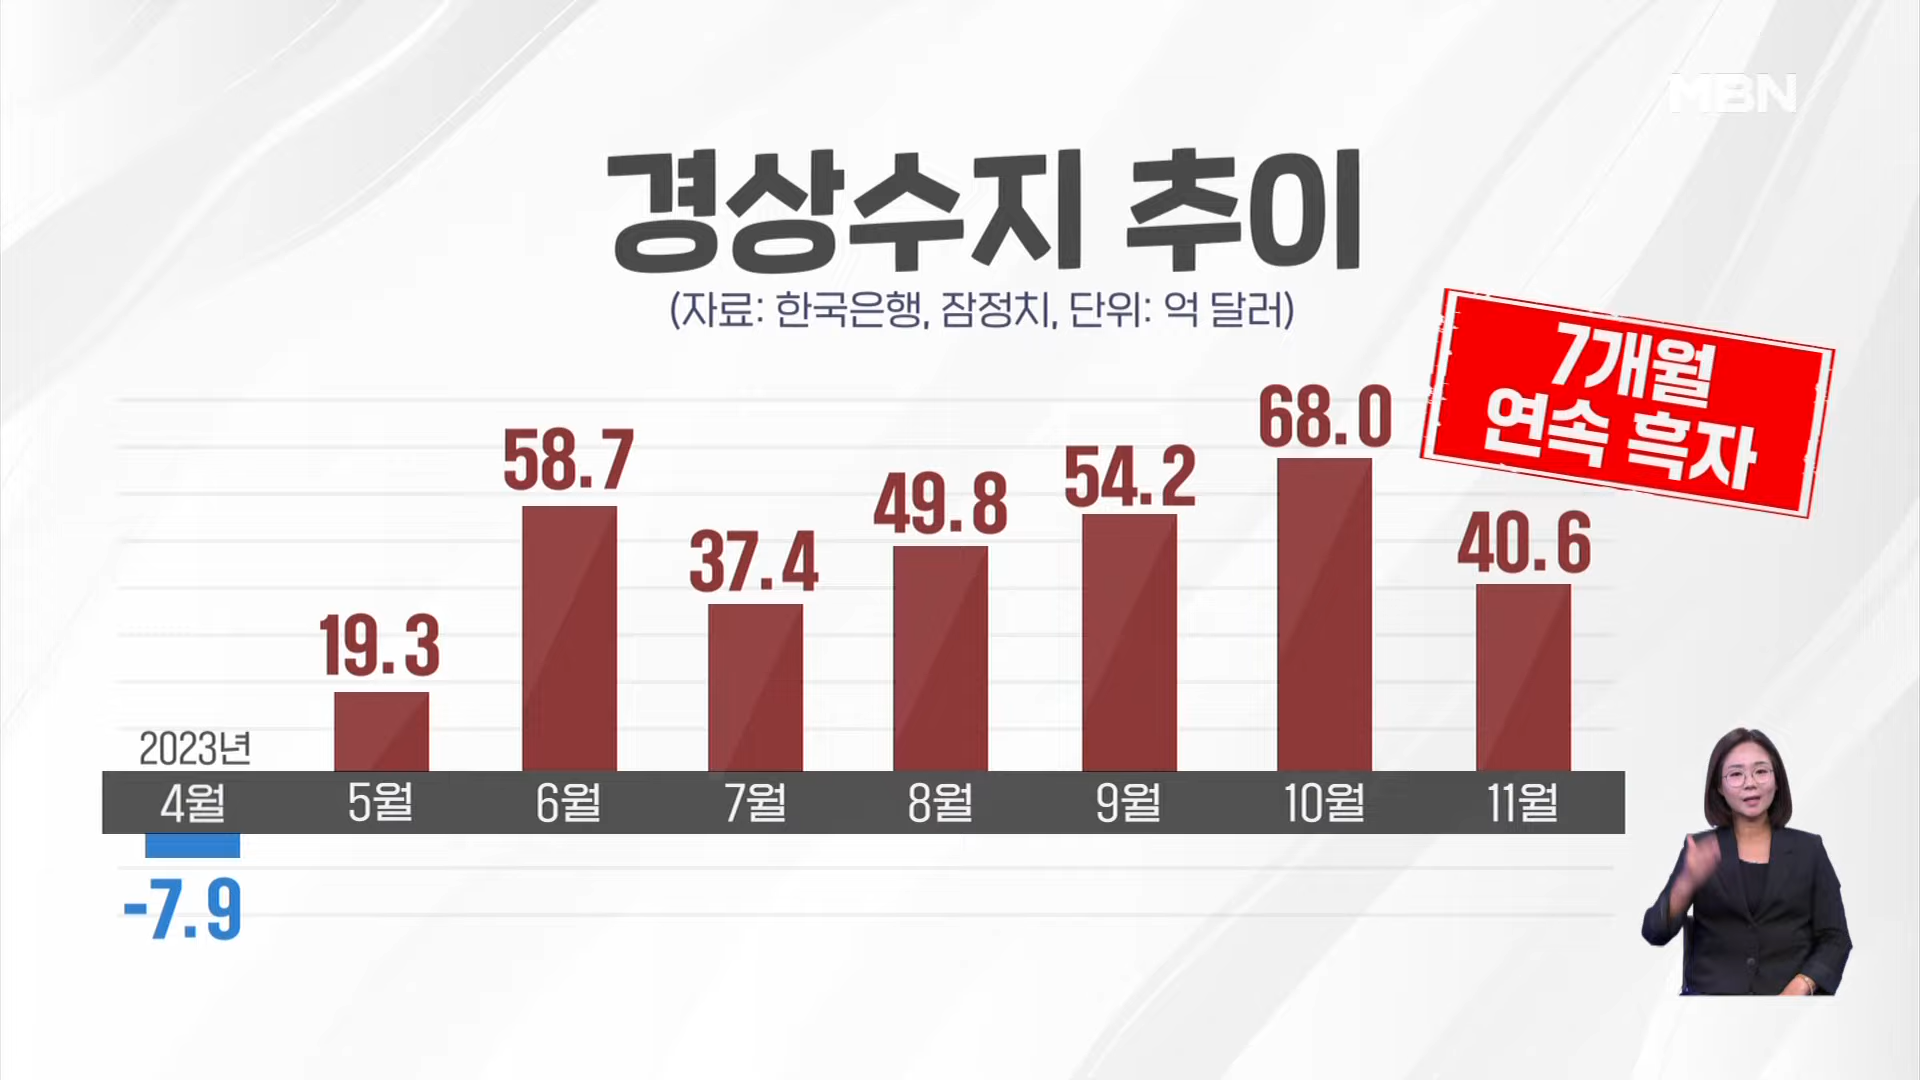 MBN
경상수지 추이
(자료: 한국은행, 잠정치, 단위: 억 달러)
7개월
연속 흑자
-7.9
19.3
58.7
37.4
49.8
54.2
68.0
40.6
2023년
4월
5월
6월
7월
8월
9월
10월
11월